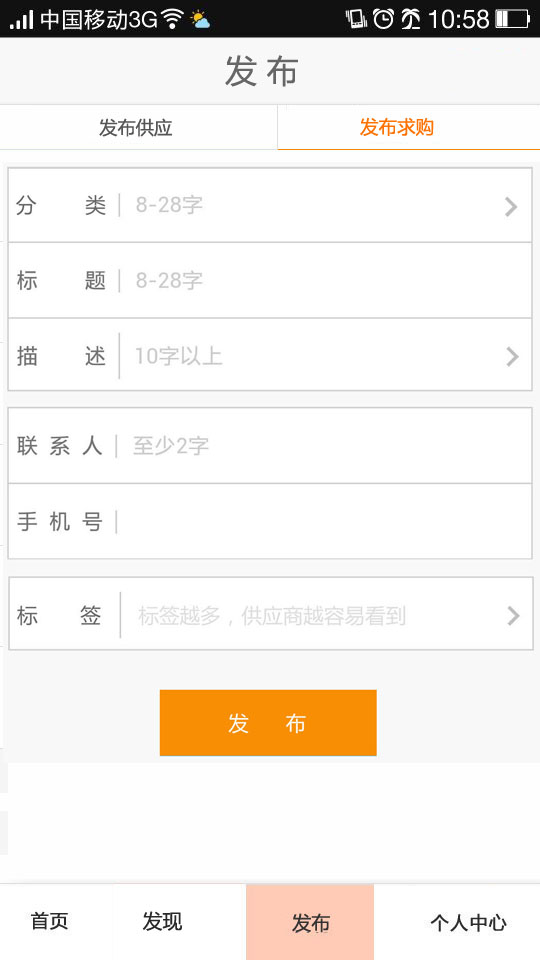 中国移动3G 10:58
发布
发布供应 发布求购
分类 8-28字
标题 8-28字
描述 10字以上
联系人 至少2字
手机号
标签 标签越多，供应商越容易看到
发布
首页 发现 发布 个人中心